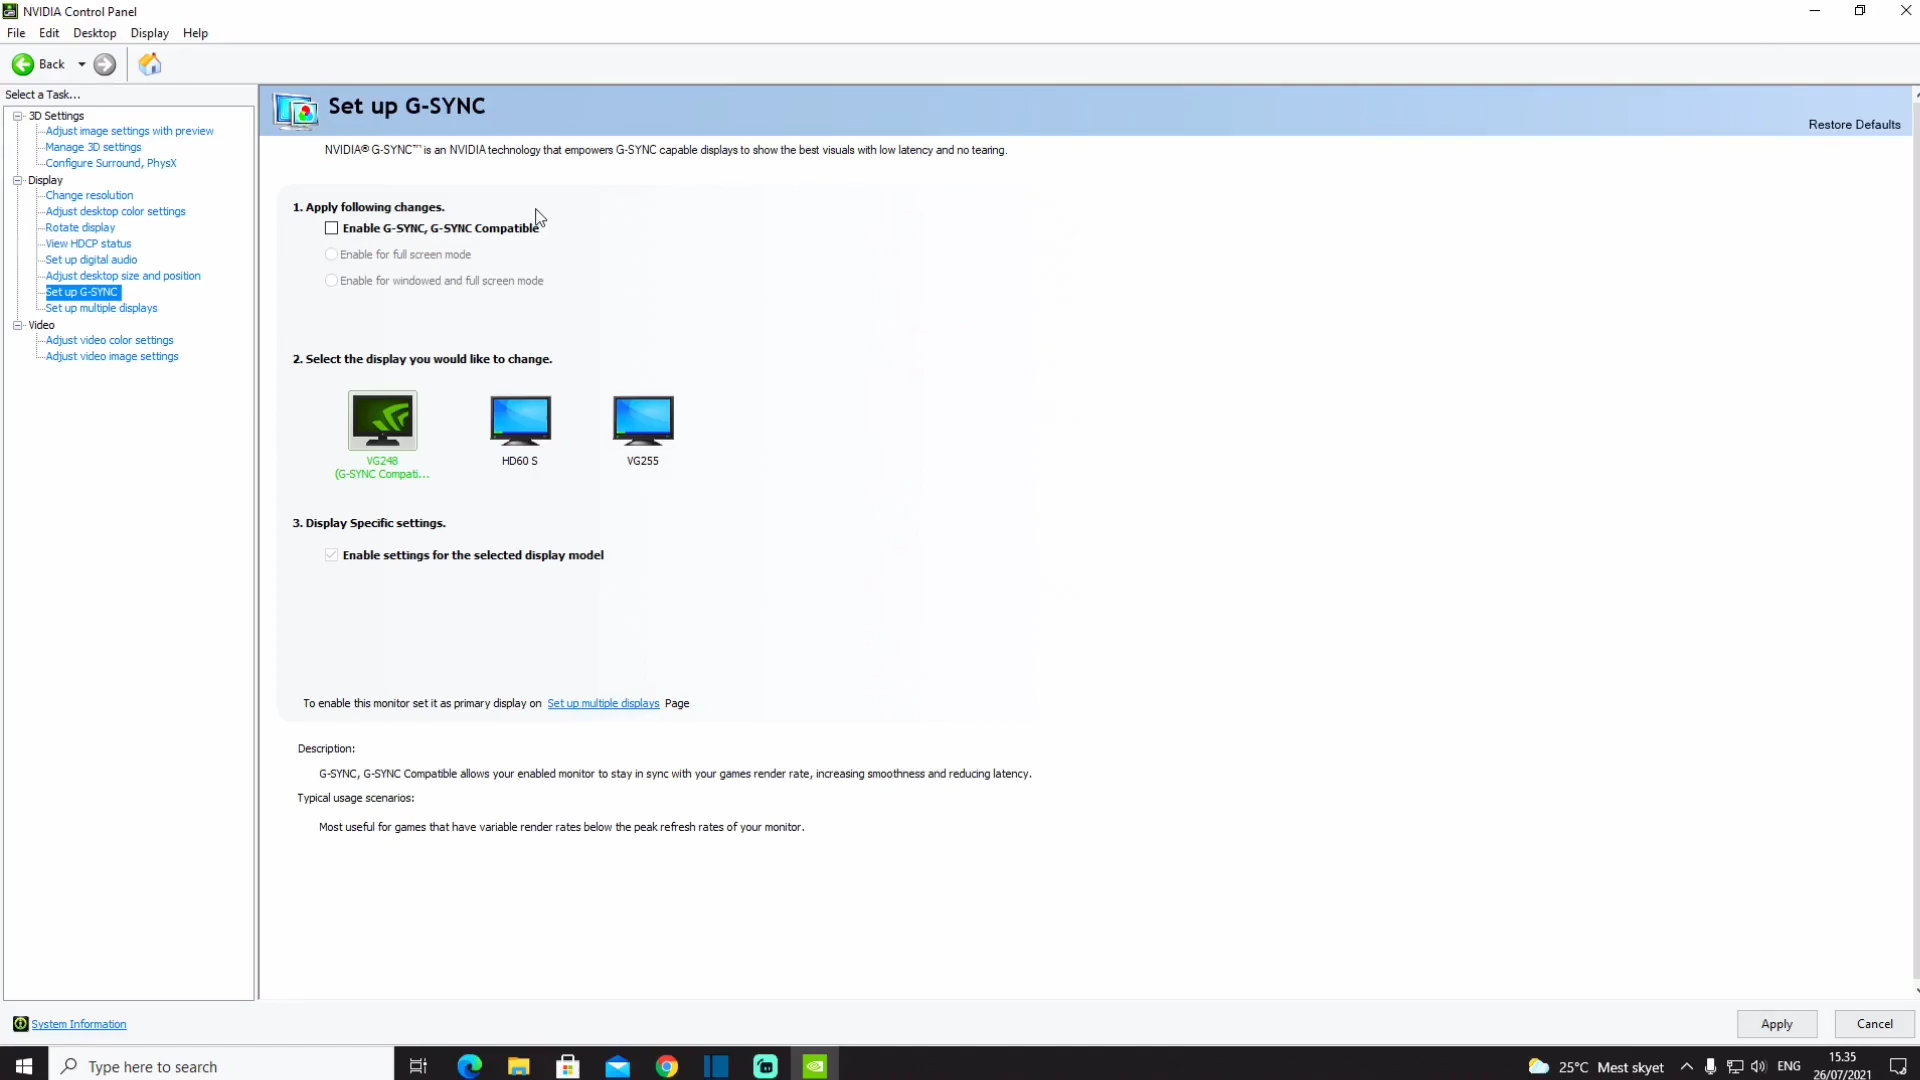 NVIDIA Control Panel
File Edit Desktop Display Help
Back
Select a Task...
3D Settings
Adjust image settings with preview
Manage 3D settings
Configure Surround, PhysX
Display
Change resolution
Adjust desktop color settings
Rotate display
View HDCP status
Set up digital audio
Adjust desktop size and position
Set up G-SYNC
Set up multiple displays
Video
Adjust video color settings
Adjust video image settings
System Information
Set up G-SYNC
Restore Defaults
NVIDIA® G-SYNC™ is an NVIDIA technology that empowers G-SYNC capable displays to show the best visuals with low latency and no tearing.
1. Apply following changes.
Enable G-SYNC, G-SYNC Compatible
Enable for full screen mode
Enable for windowed and full screen mode
2. Select the display you would like to change.
VG248
(G-SYNC Compati...
HD60 S
VG255
3. Display Specific settings.
Enable settings for the selected display model
To enable this monitor set it as primary display on Set up multiple displays Page
Description:
G-SYNC, G-SYNC Compatible allows your enabled monitor to stay in sync with your games render rate, increasing smoothness and reducing latency.
Typical usage scenarios:
Most useful for games that have variable render rates below the peak refresh rates of your monitor.
Apply Cancel
Type here to search
25°C Mest skyet
ENG
15.35
26/07/2021